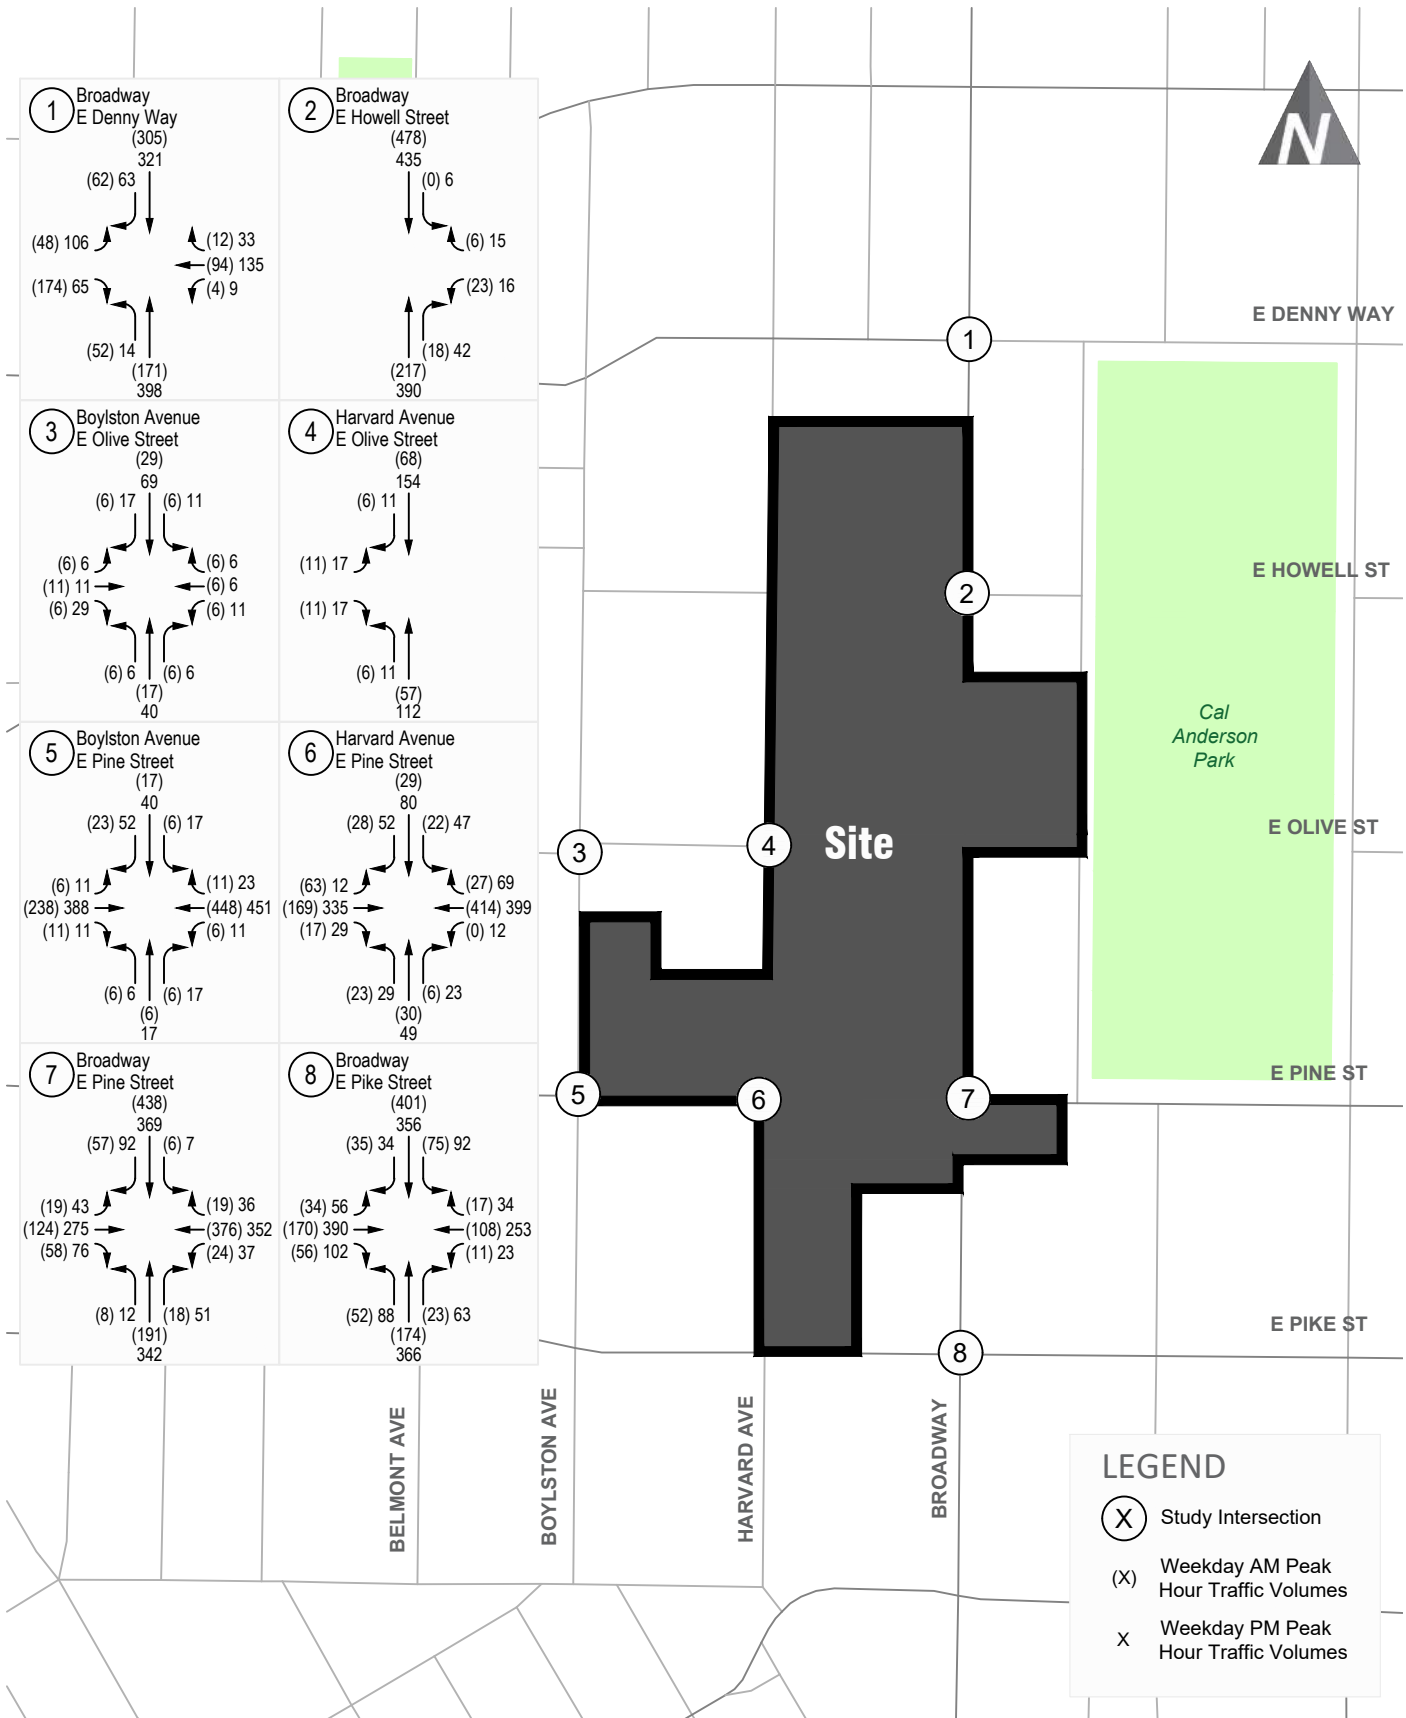 1
Broadway
E Denny Way
(305)
321
(62) 63
(48) 106
(12) 33
(94) 135
(174) 65
(4) 9
(52) 14
(171)
398
2
Broadway
E Howell Street
(478)
435
(0) 6
(6) 15
(23) 16
(18) 42
(217)
390
3
Boylston Avenue
E Olive Street
(29)
69
(6) 17
(6) 11
(6) 6
(6) 6
(11) 11
(6) 6
(6) 29
(6) 11
(6) 6
(6) 6
(17)
40
4
Harvard Avenue
E Olive Street
(68)
154
(6) 11
(11) 17
(11) 17
(6) 11
(57)
112
5
Boylston Avenue
E Pine Street
(17)
40
(23) 52
(6) 17
(6) 11
(11) 23
(238) 388
(448) 451
(11) 11
(6) 11
(6) 6
(6) 17
(6)
17
6
Harvard Avenue
E Pine Street
(29)
80
(28) 52
(22) 47
(63) 12
(27) 69
(169) 335
(414) 399
(17) 29
(0) 12
(23) 29
(6) 23
(30)
49
7
Broadway
E Pine Street
(438)
369
(57) 92
(6) 7
(19) 43
(19) 36
(124) 275
(376) 352
(58) 76
(24) 37
(8) 12
(18) 51
(191)
342
8
Broadway
E Pike Street
(401)
356
(35) 34
(75) 92
(34) 56
(17) 34
(170) 390
(108) 253
(56) 102
(11) 23
(52) 88
(23) 63
(174)
366
N
E DENNY WAY
1
E HOWELL ST
2
Cal
Anderson
Park
E OLIVE ST
3
4
Site
E PINE ST
5
6
7
E PIKE ST
8
BELMONT AVE
BOYLSTON AVE
HARVARD AVE
BROADWAY
LEGEND
X
Study Intersection
(X)
Weekday AM Peak
Hour Traffic Volumes
X
Weekday PM Peak
Hour Traffic Volumes